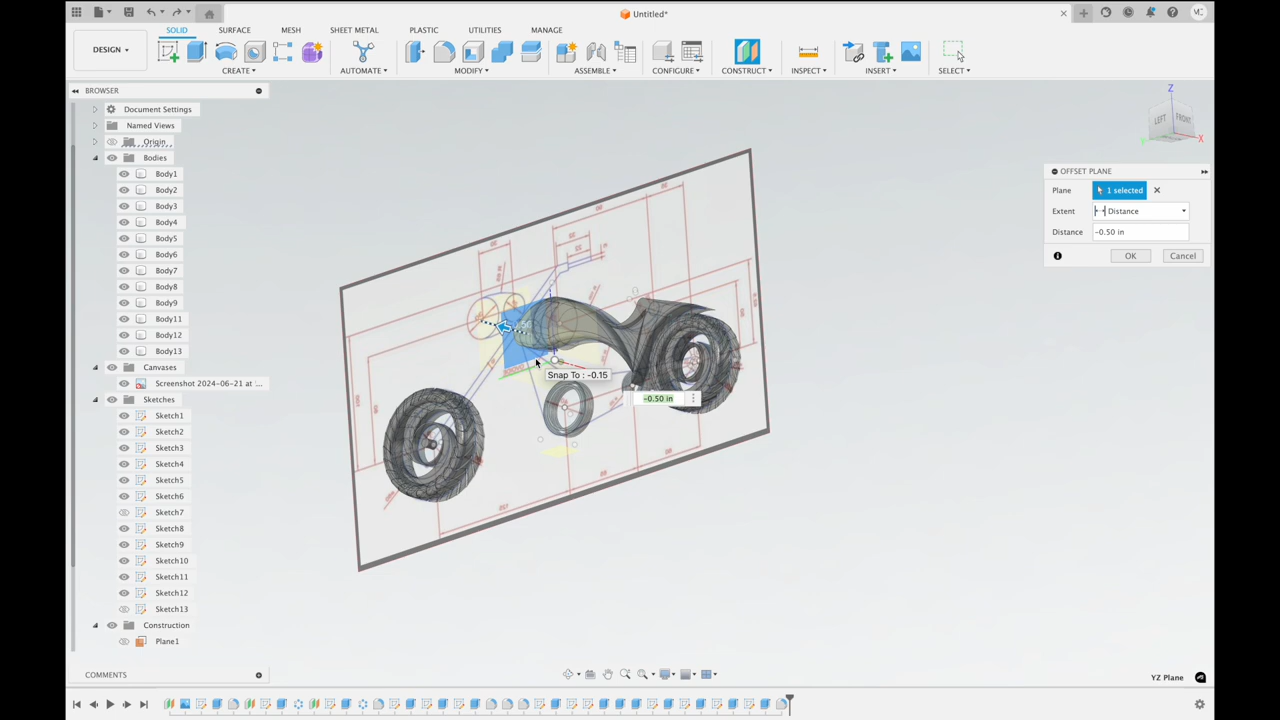 Untitled*
MC
SOLID SURFACE MESH SHEET METAL PLASTIC UTILITIES MANAGE
DESIGN
CREATE AUTOMATE MODIFY ASSEMBLE CONFIGURE CONSTRUCT INSPECT INSERT SELECT
BROWSER
Document Settings
Named Views
Origin
Bodies
Body1
Body2
Body3
Body4
Body5
Body6
Body7
Body8
Body9
Body11
Body12
Body13
Canvases
Screenshot 2024-06-21 at '...
Sketches
Sketch1
Sketch2
Sketch3
Sketch4
Sketch5
Sketch6
Sketch7
Sketch8
Sketch9
Sketch10
Sketch11
Sketch12
Sketch13
Construction
Plane1
LEFT FRONT
Z
X
OFFSET PLANE
Plane 1 selected
Extent Distance
Distance -0.50 in
OK Cancel
Snap To : -0.15
-0.50 in
COMMENTS
YZ Plane